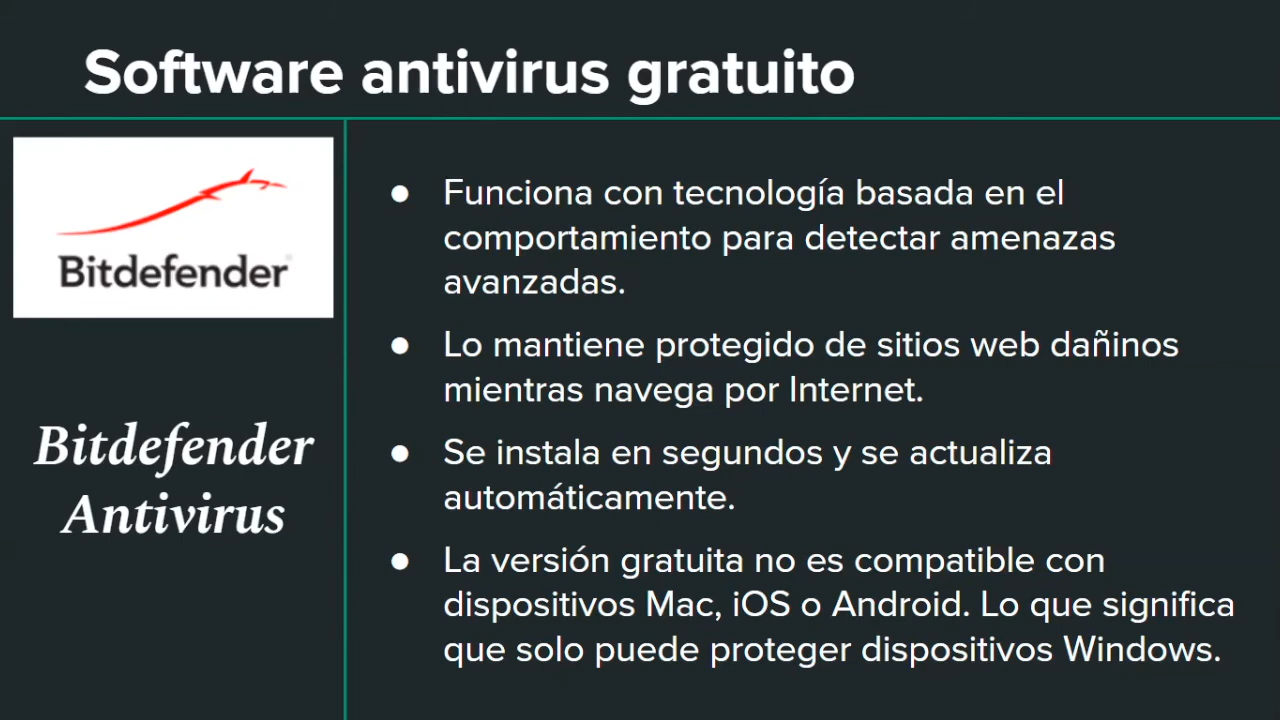 Software antivirus gratuito
Bitdefender
Bitdefender
Antivirus
● Funciona con tecnología basada en el
comportamiento para detectar amenazas
avanzadas.
● Lo mantiene protegido de sitios web dañinos
mientras navega por Internet.
● Se instala en segundos y se actualiza
automáticamente.
● La versión gratuita no es compatible con
dispositivos Mac, iOS o Android. Lo que significa
que solo puede proteger dispositivos Windows.